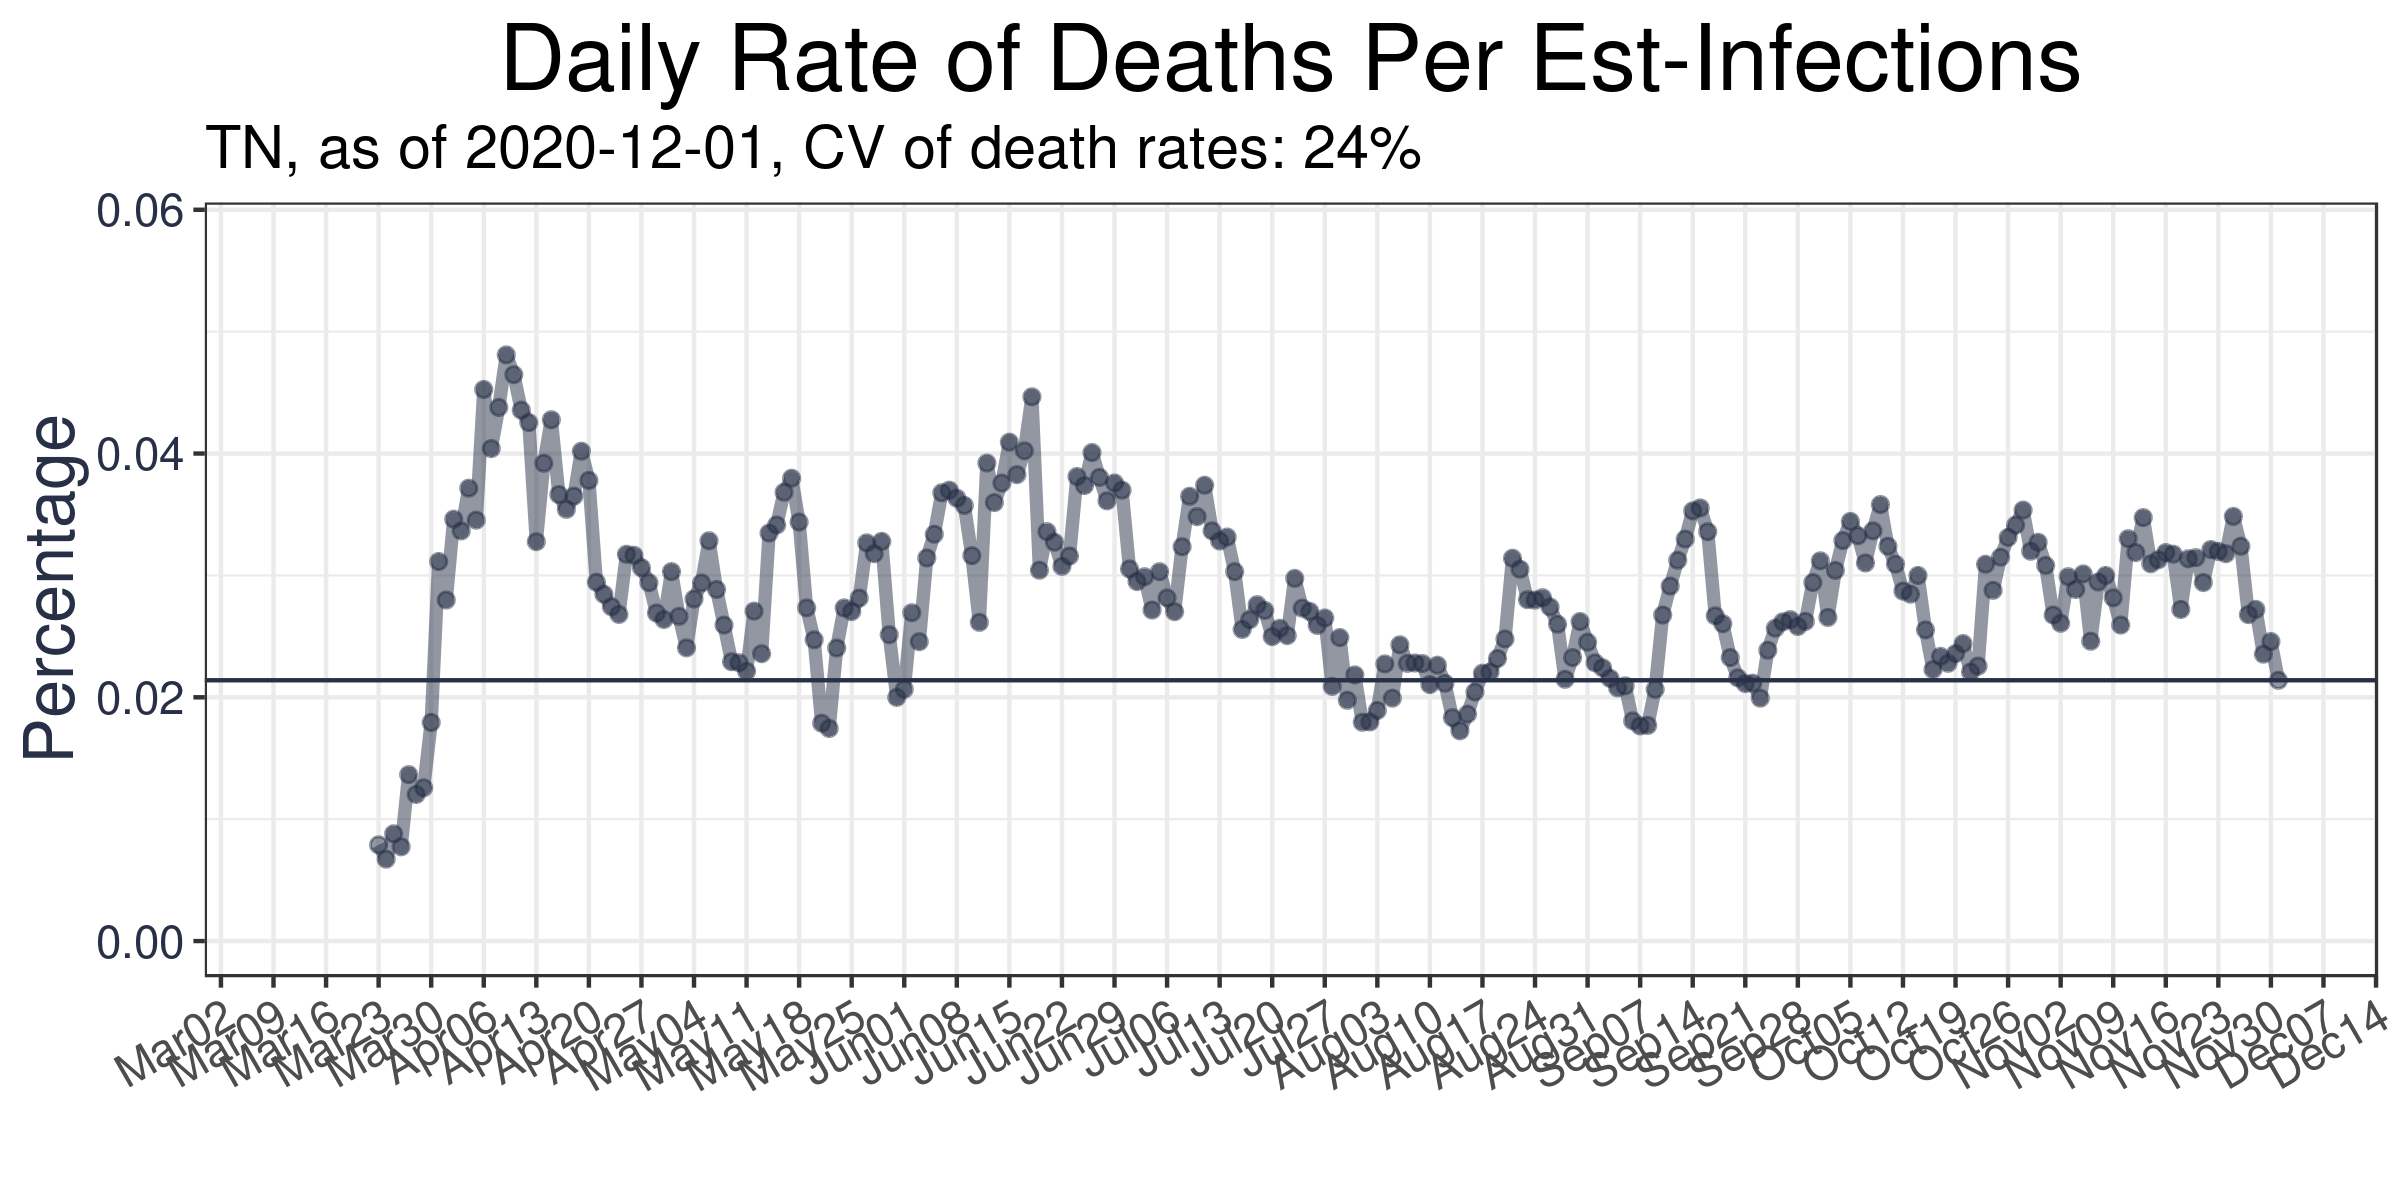 Daily Rate of Deaths Per Est-Infections
TN, as of 2020-12-01, CV of death rates: 24%
Percentage
0.06
0.04
0.02
0.00
Mar02
Mar09
Mar16
Mar23
Mar30
Apr06
Apr13
Apr20
Apr27
May04
May11
May18
May25
Jun01
Jun08
Jun15
Jun22
Jun29
Jul06
Jul13
Jul20
Jul27
Aug03
Aug10
Aug17
Aug24
Aug31
Sep07
Sep14
Sep21
Sep28
Oct05
Oct12
Oct19
Oct26
Nov02
Nov09
Nov16
Nov23
Nov30
Dec07
Dec14